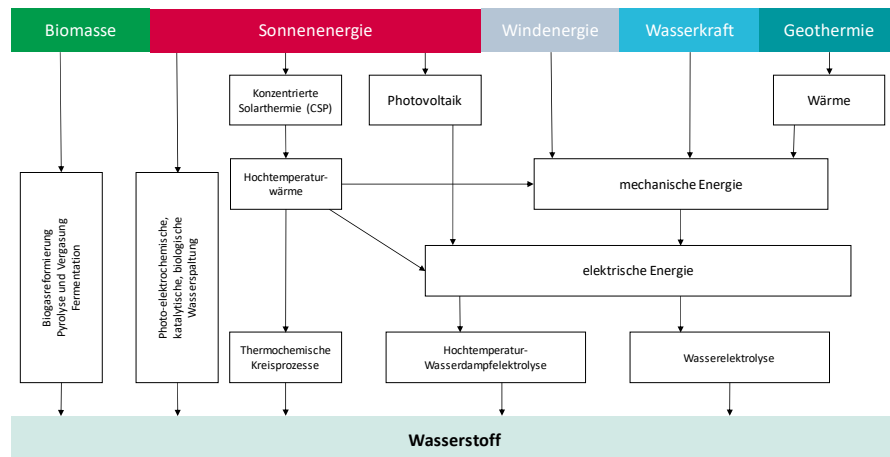 Biomasse
Sonnenenergie
Windenergie
Wasserkraft
Geothermie
Konzentrierte
Solarthermie (CSP)
Photovoltaik
Wärme
Hochtemperatur-
wärme
mechanische Energie
Biogasreformierung
Pyrolyse und Vergasung
Fermentation
Photo-elektrochemische,
katalytische, biologische
Wasserspaltung
elektrische Energie
Thermochemische
Kreisprozesse
Hochtemperatur-
Wasserdampfelektrolyse
Wasserelektrolyse
Wasserstoff